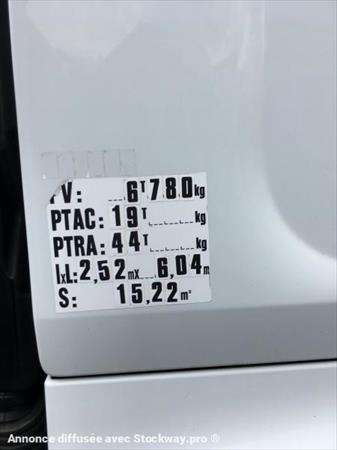 PV: 6T780kg
PTAC: 19T kg
PTRA: 44T kg
LxL: 2,52mx 6,04m
S: 15,22m²
Annonce diffusée avec Stockway.pro ®